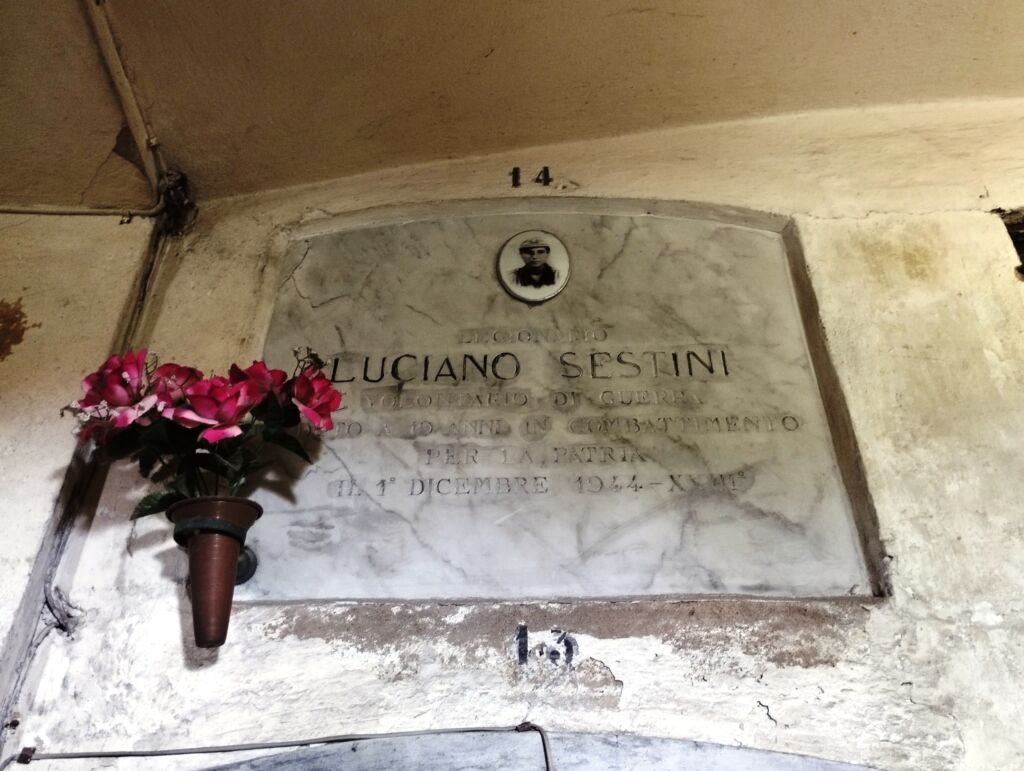 14
LEGIONARIO
LUCIANO SESTINI
VOLONTARIO DI GUERRA
A 19 ANNI IN COMBATTIMENTO
PER LA PATRIA
IL 1° DICEMBRE 1944-XXIII°
13